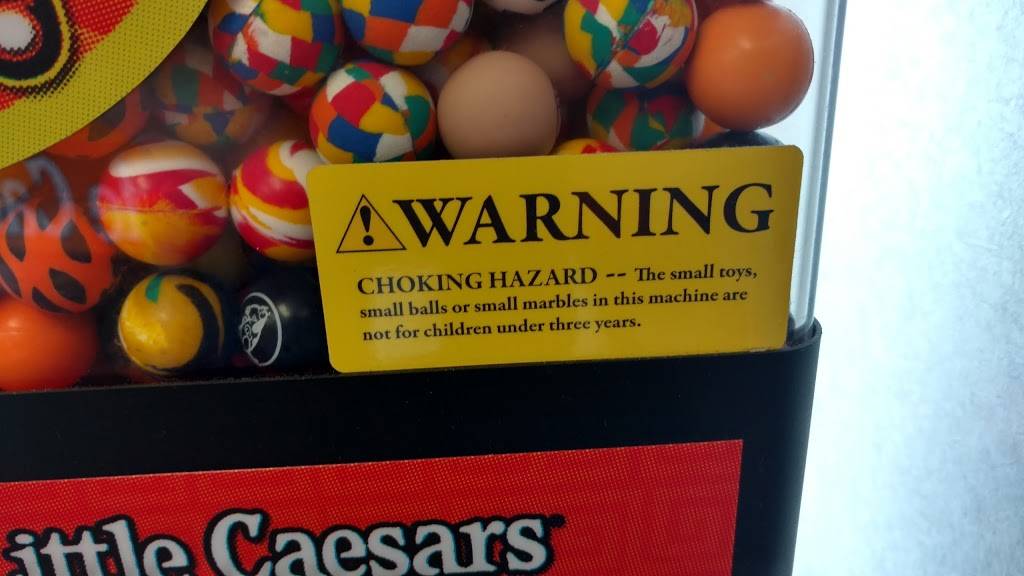 WARNING
CHOKING HAZARD -- The small toys,
small balls or small marbles in this machine are
not for children under three years.
ittle Caesars